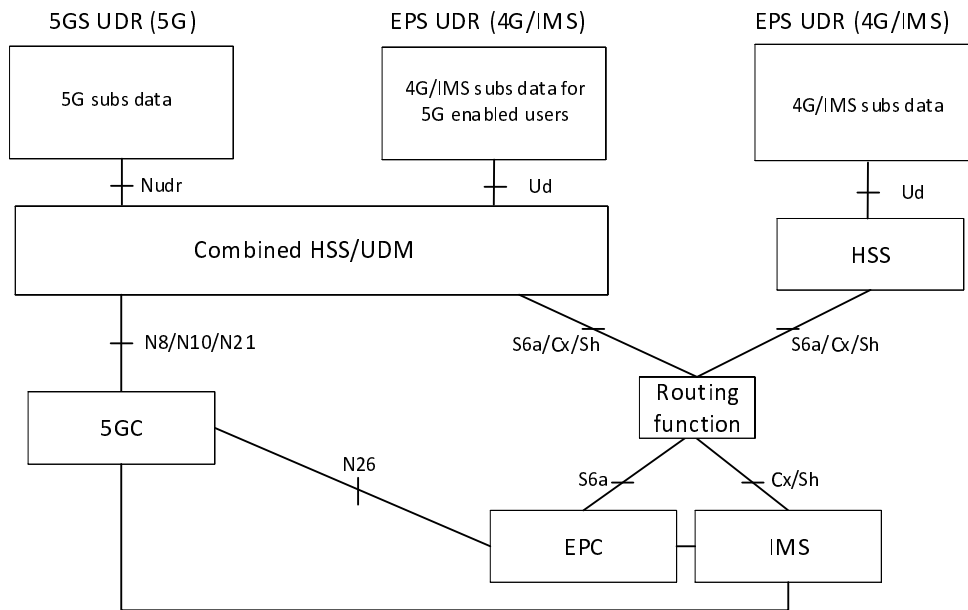 5GS UDR (5G)
EPS UDR (4G/IMS)
EPS UDR (4G/IMS)
5G subs data
4G/IMS subs data for
5G enabled users
4G/IMS subs data
Nudr
Ud
Ud
Combined HSS/UDM
HSS
N8/N10/N21
S6a/Cx/Sh
S6a/Cx/Sh
Routing
function
5GC
N26
S6a
Cx/Sh
EPC
IMS